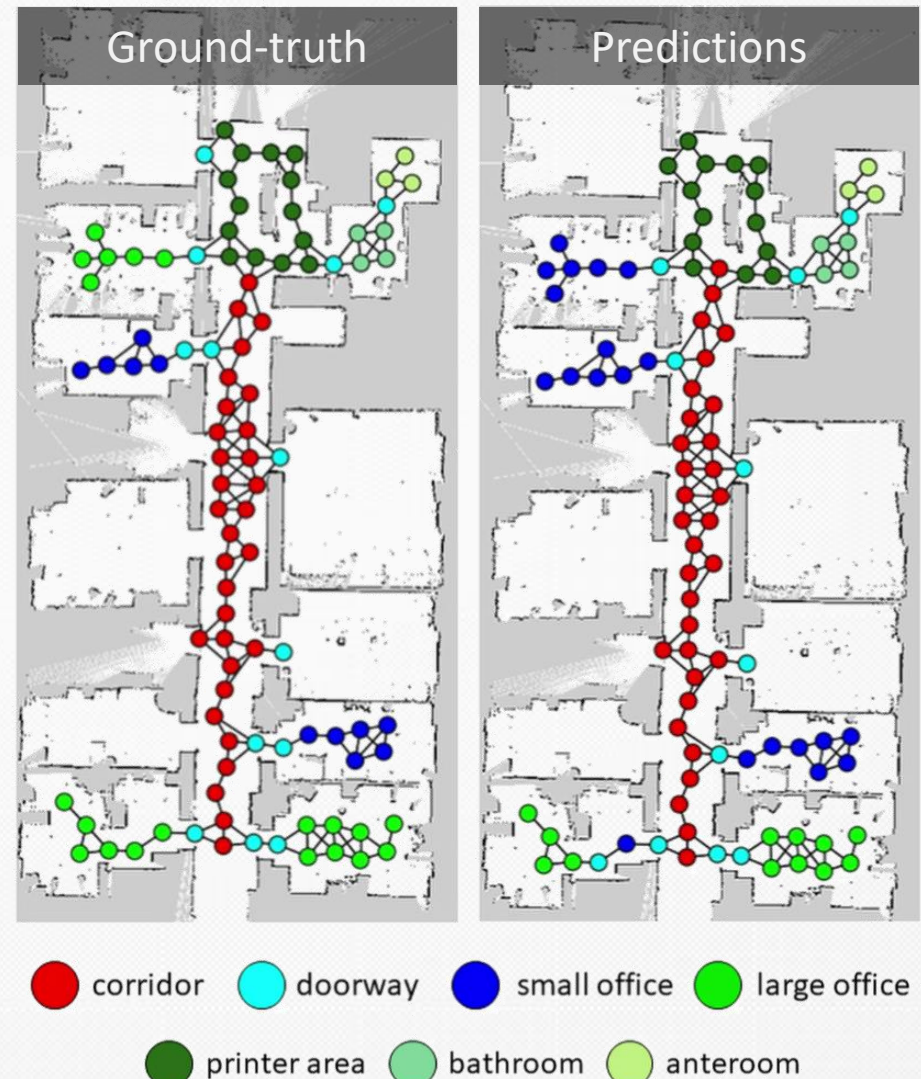 Ground-truth
Predictions
corridor
doorway
small office
large office
printer area
bathroom
anteroom